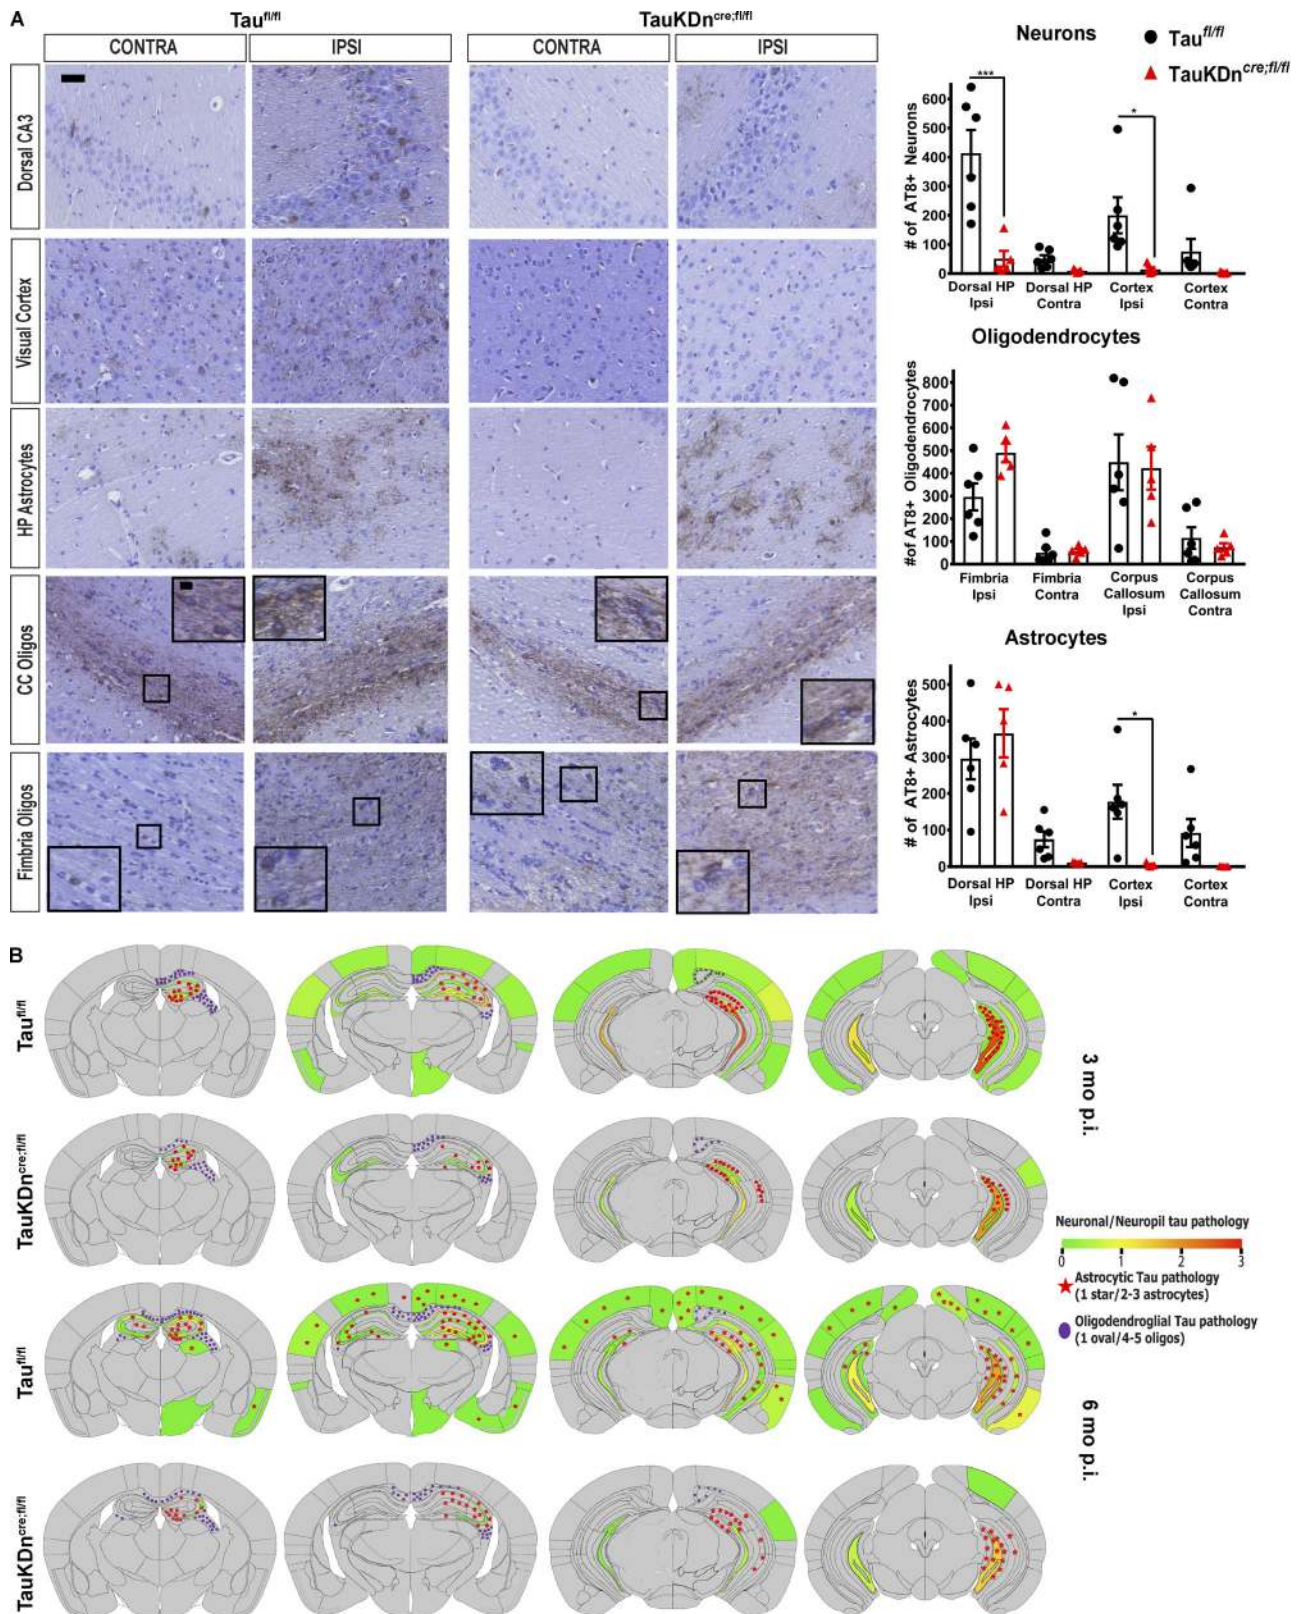 A
Tau^fl/fl
TauKDn^cre;fl/fl
CONTRA
IPSI
CONTRA
IPSI
Dorsal CA3
Visual Cortex
HP Astrocytes
CC Oligos
Fimbria Oligos
Neurons
Tau^fl/fl
TauKDn^cre;fl/fl
# of AT8+ Neurons
600
500
400
300
200
100
0
***
*
Dorsal HP Ipsi
Dorsal HP Contra
Cortex Ipsi
Cortex Contra
Oligodendrocytes
#of AT8+ Oligodendrocytes
800
700
600
500
400
300
200
100
0
Fimbria Ipsi
Fimbria Contra
Corpus Callosum Ipsi
Corpus Callosum Contra
Astrocytes
# of AT8+ Astrocytes
500
400
300
200
100
0
*
Dorsal HP Ipsi
Dorsal HP Contra
Cortex Ipsi
Cortex Contra
B
Tau^fl/fl
TauKDn^cre;fl/fl
Tau^fl/fl
TauKDn^cre;fl/fl
3 mo p.i.
6 mo p.i.
Neuronal/Neuropil tau pathology
0 1 2 3
Astrocytic Tau pathology
(1 star/2-3 astrocytes)
Oligodendroglial Tau pathology
(1 oval/4-5 oligos)